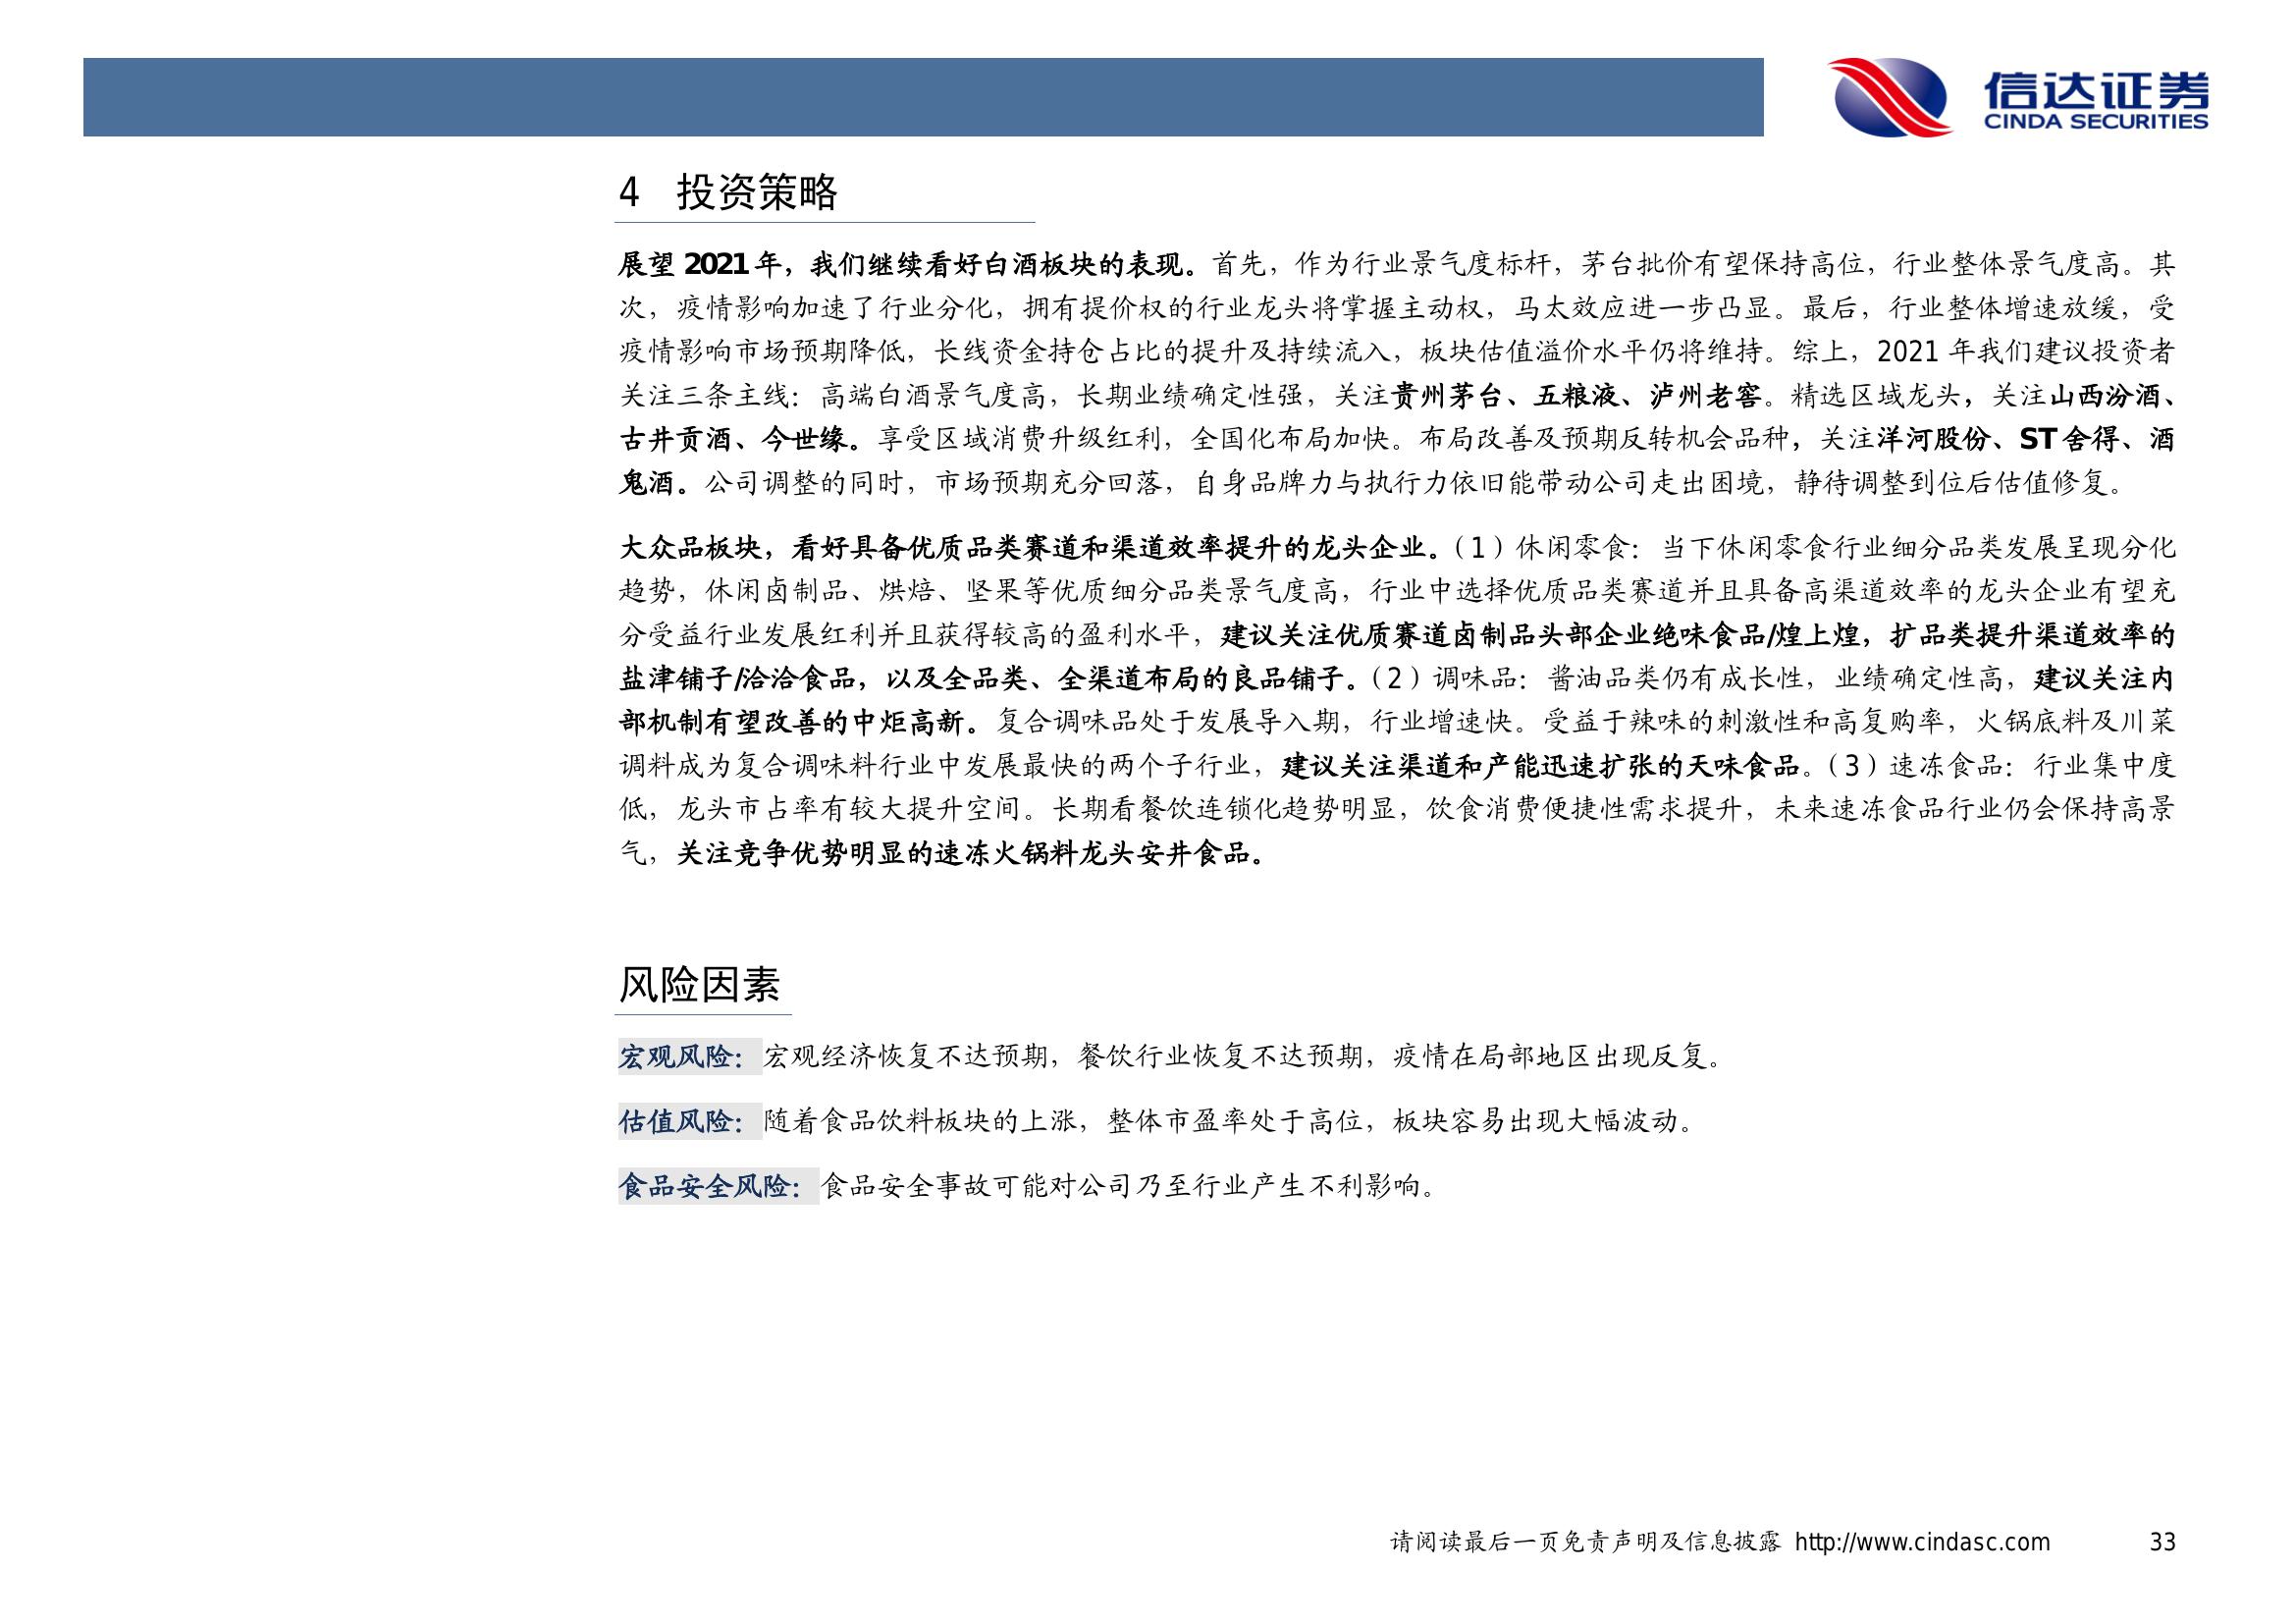 信达证券
CINDA SECURITIES
4 投资策略
展望 2021 年，我们继续看好白酒板块的表现。首先，作为行业景气度标杆，茅台批价有望保持高位，行业整体景气度高。其
次，疫情影响加速了行业分化，拥有提价权的行业龙头将掌握主动权，马太效应进一步凸显。最后，行业整体增速放缓，受
疫情影响市场预期降低，长线资金持仓占比的提升及持续流入，板块估值溢价水平仍将维持。综上，2021 年我们建议投资者
关注三条主线：高端白酒景气度高，长期业绩确定性强，关注贵州茅台、五粮液、泸州老窖。精选区域龙头，关注山西汾酒、
古井贡酒、今世缘。享受区域消费升级红利，全国化布局加快。布局改善及预期反转机会品种，关注洋河股份、ST 舍得、酒
鬼酒。公司调整的同时，市场预期充分回落，自身品牌力与执行力依旧能带动公司走出困境，静待调整到位后估值修复。
大众品板块，看好具备优质品类赛道和渠道效率提升的龙头企业。（1）休闲零食：当下休闲零食行业细分品类发展呈现分化
趋势，休闲卤制品、烘焙、坚果等优质细分品类景气度高，行业中选择优质品类赛道并且具备高渠道效率的龙头企业有望充
分受益行业发展红利并且获得较高的盈利水平，建议关注优质赛道卤制品头部企业绝味食品/煌上煌，扩品类提升渠道效率的
盐津铺子/洽洽食品，以及全品类、全渠道布局的良品铺子。（2）调味品：酱油品类仍有成长性，业绩确定性高，建议关注内
部机制有望改善的中炬高新。复合调味品处于发展导入期，行业增速快。受益于辣味的刺激性和高复购率，火锅底料及川菜
调料成为复合调味料行业中发展最快的两个子行业，建议关注渠道和产能迅速扩张的天味食品。（3）速冻食品：行业集中度
低，龙头市占率有较大提升空间。长期看餐饮连锁化趋势明显，饮食消费便捷性需求提升，未来速冻食品行业仍会保持高景
气，关注竞争优势明显的速冻火锅料龙头安井食品。
风险因素
宏观风险：宏观经济恢复不达预期，餐饮行业恢复不达预期，疫情在局部地区出现反复。
估值风险：随着食品饮料板块的上涨，整体市盈率处于高位，板块容易出现大幅波动。
食品安全风险：食品安全事故可能对公司乃至行业产生不利影响。
请阅读最后一页免责声明及信息披露 http://www.cindasc.com 33